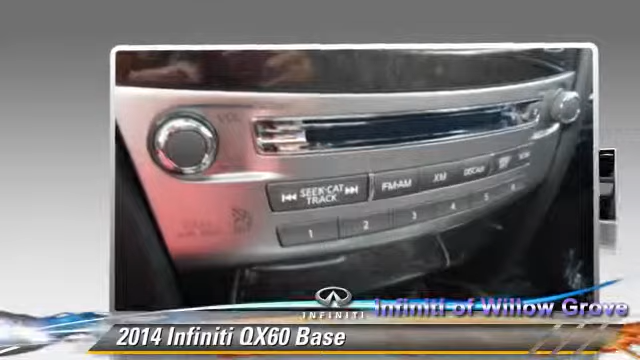 VOL
SEEK·CAT
TRACK
FM·AM
XM
DISC·AUX
1 2 3 4 5 6
INFINITI
Infiniti of Willow Grove
2014 Infiniti QX60 Base